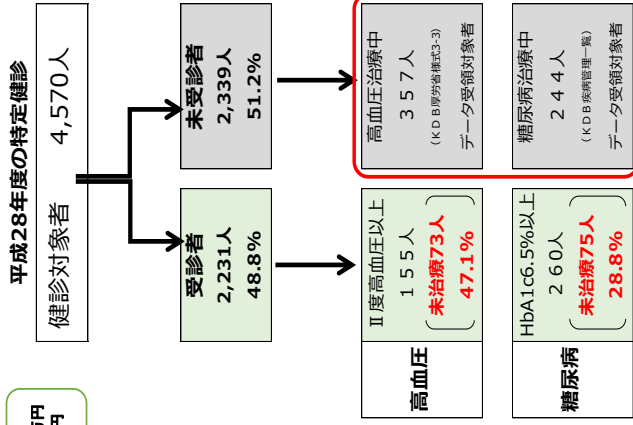 平成28年度の特定健診
健診対象者 4,570人
受診者
2,231人
48.8%
未受診者
2,339人
51.2%
高血圧
Ⅱ度高血圧以上
155人
未治療73人
47.1%
高血圧治療中
357人
(KDB厚労省様式3-3)
データ受領対象者
糖尿病
HbA1c6.5%以上
260人
未治療75人
28.8%
糖尿病治療中
244人
(KDB疾病管理一覧)
データ受領対象者
円
円